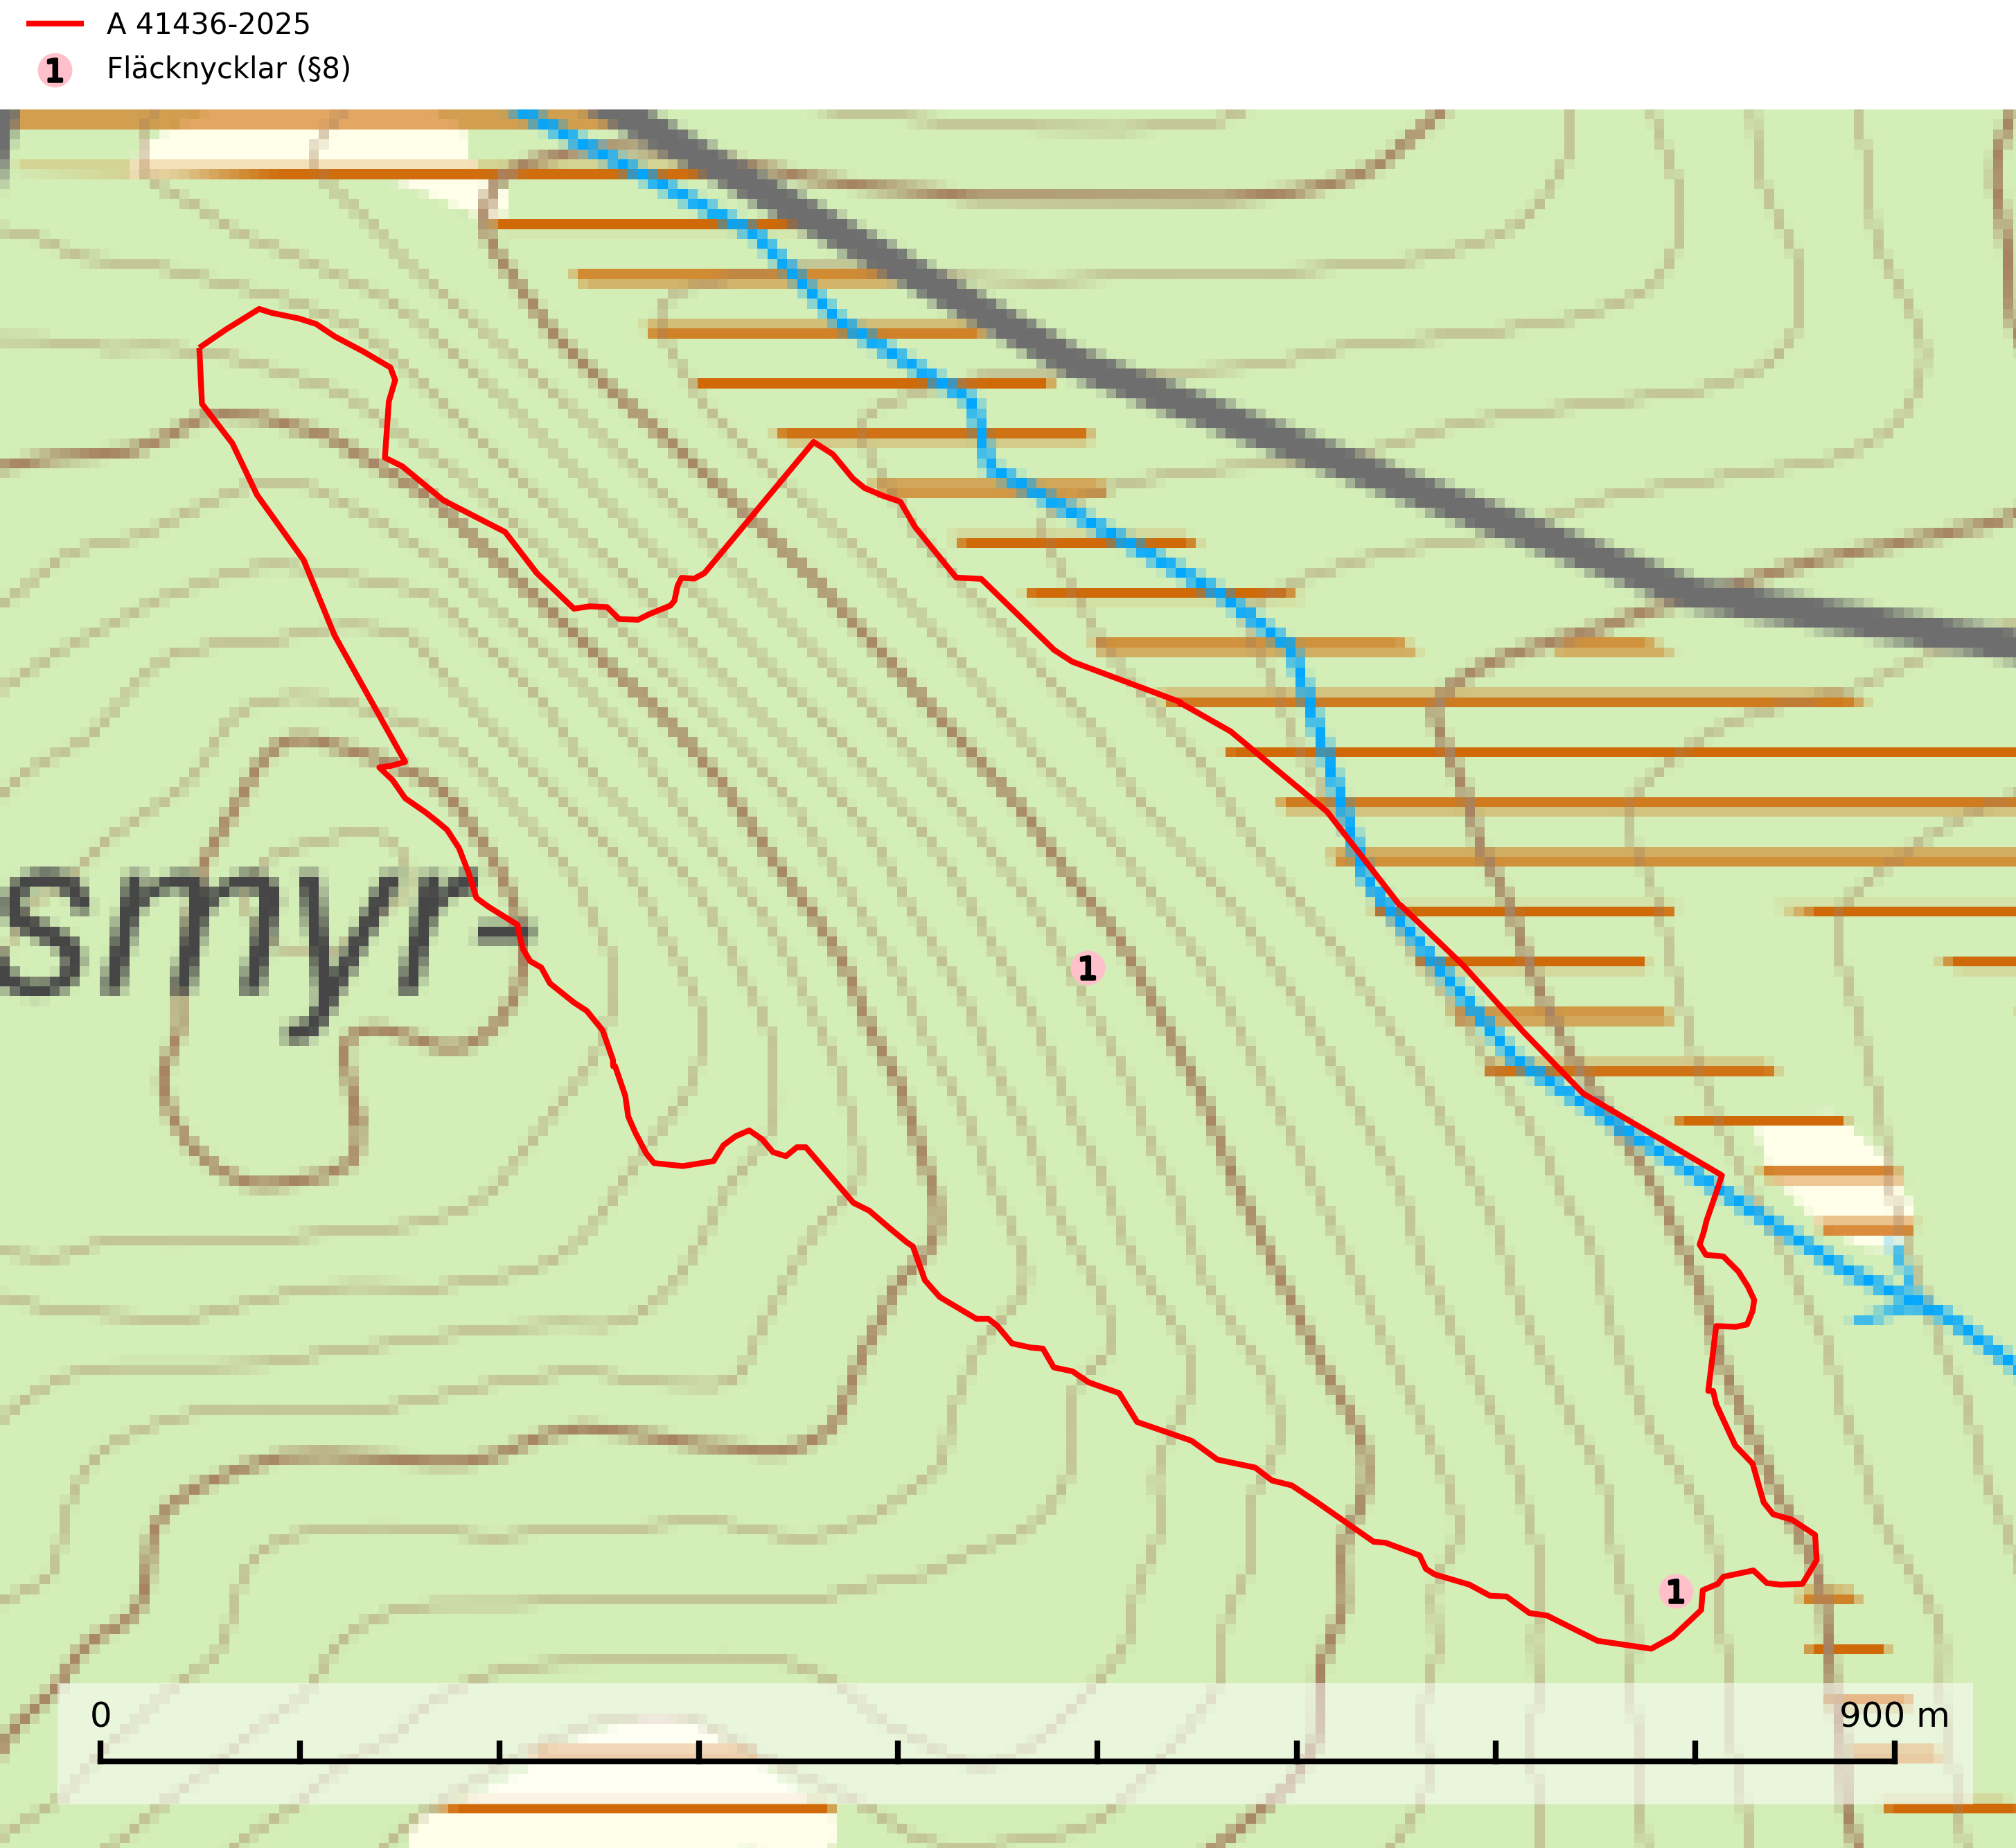 A 41436-2025
1 Fläcknycklar (§8)
smyr-
1
1
0 900 m